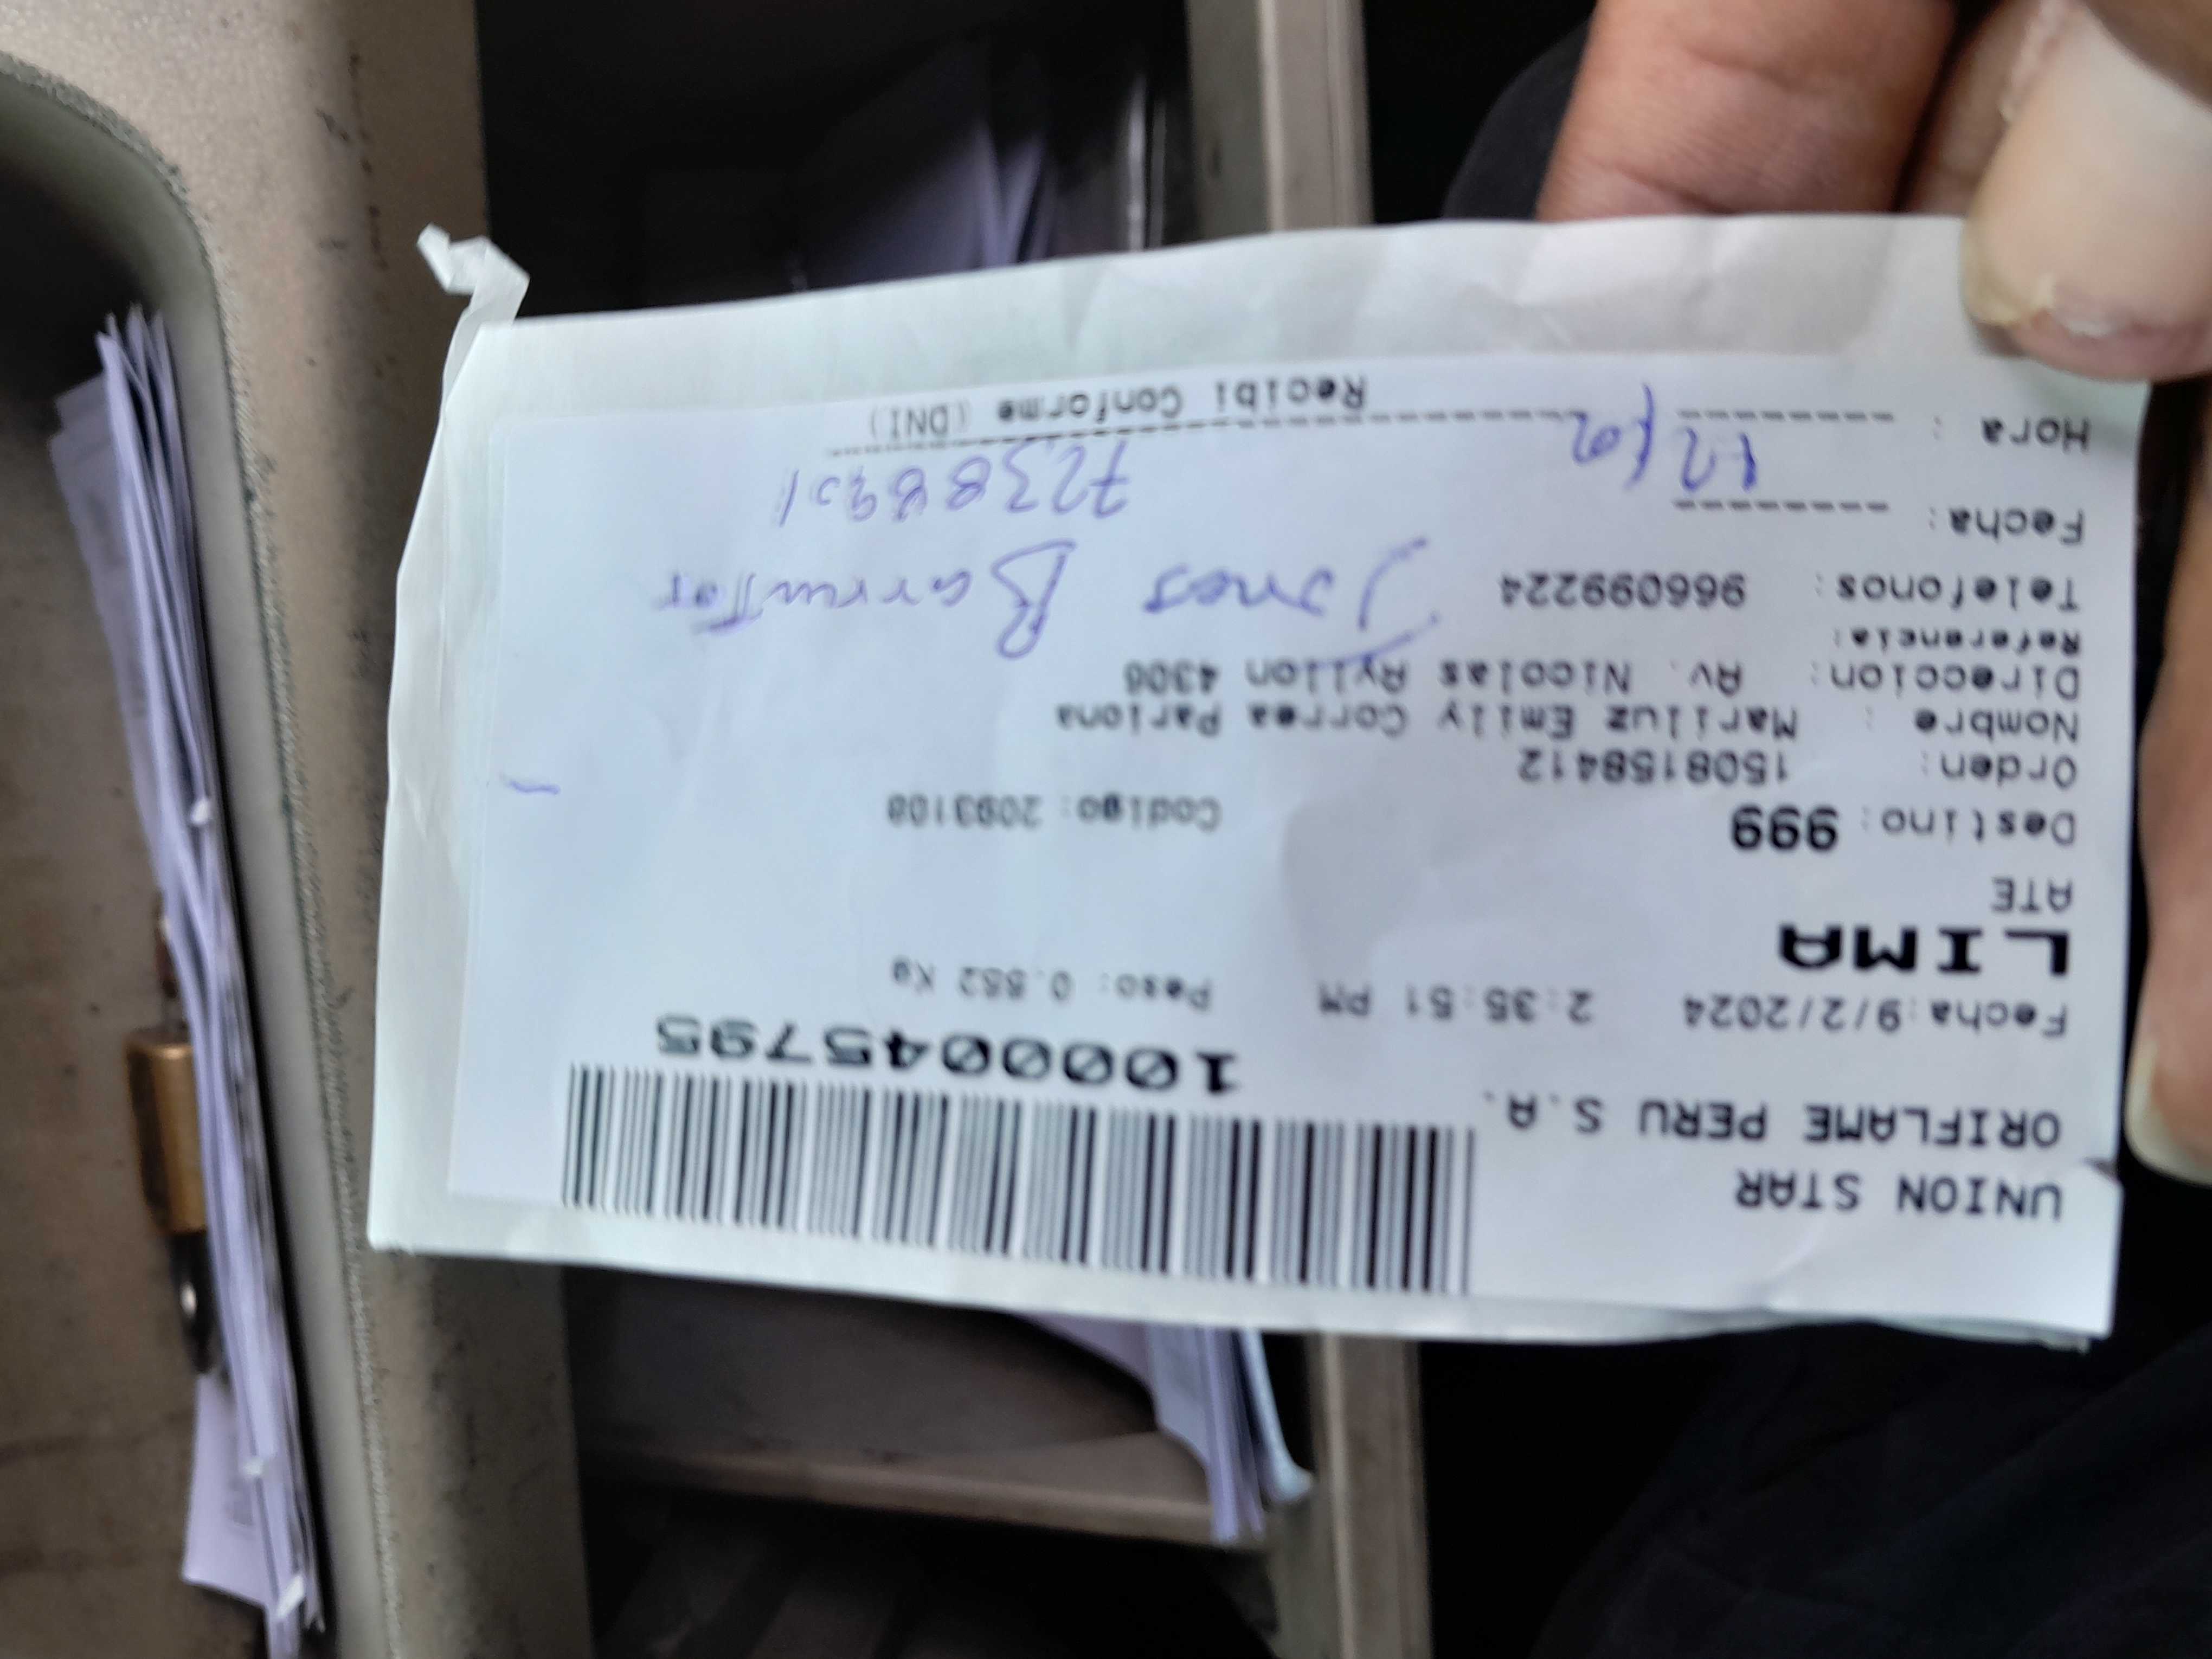 UNION STAR
ORIFLAME PERU S.A.
1000045795
Fecha:9/2/2024 2:35:51 PM Peso: 0.552 Kg
LIMA
ATE
Destino: 999 Codigo: 2093108
Orden: 1508158412
Nombre : Mariluz Emily Correa Pariona
Direccion: Av. Nicolas Ayllon 4306
Referencia:
Telefonos: 966099224
Fecha:
Hora :
Recibi Conforme (DNI)